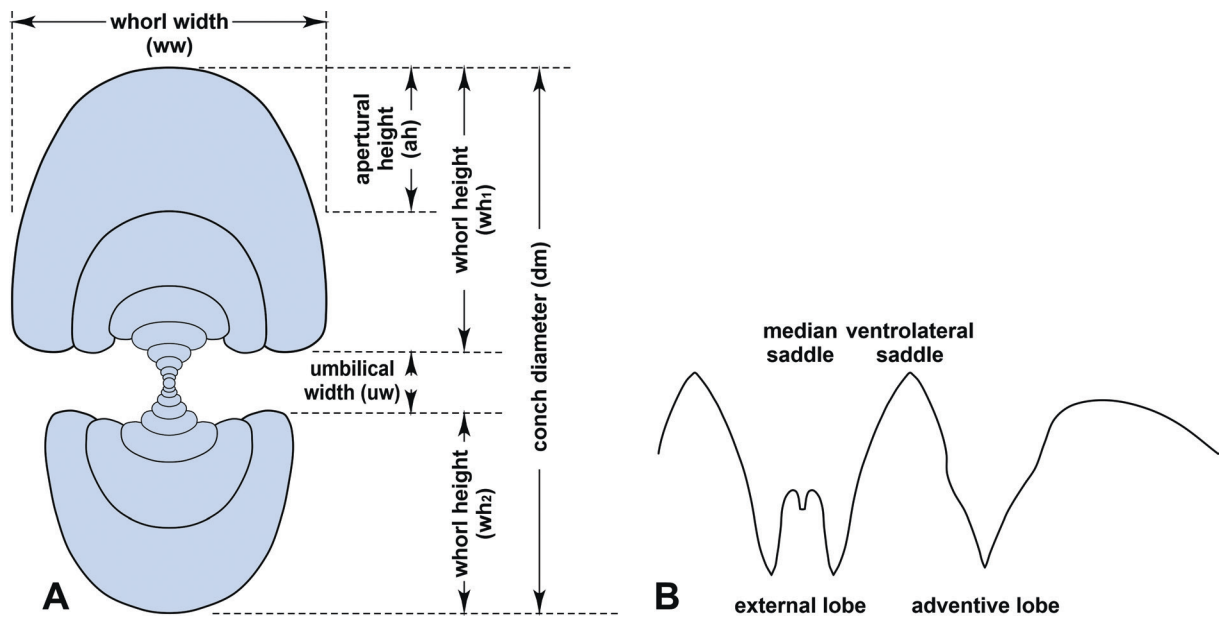 whorl width
(ww)
apertural
height
(ah)
whorl height
(wh1)
conch diameter (dm)
umbilical
width (uw)
whorl height
(wh2)
A
median
saddle
ventrolateral
saddle
external lobe
adventive lobe
B